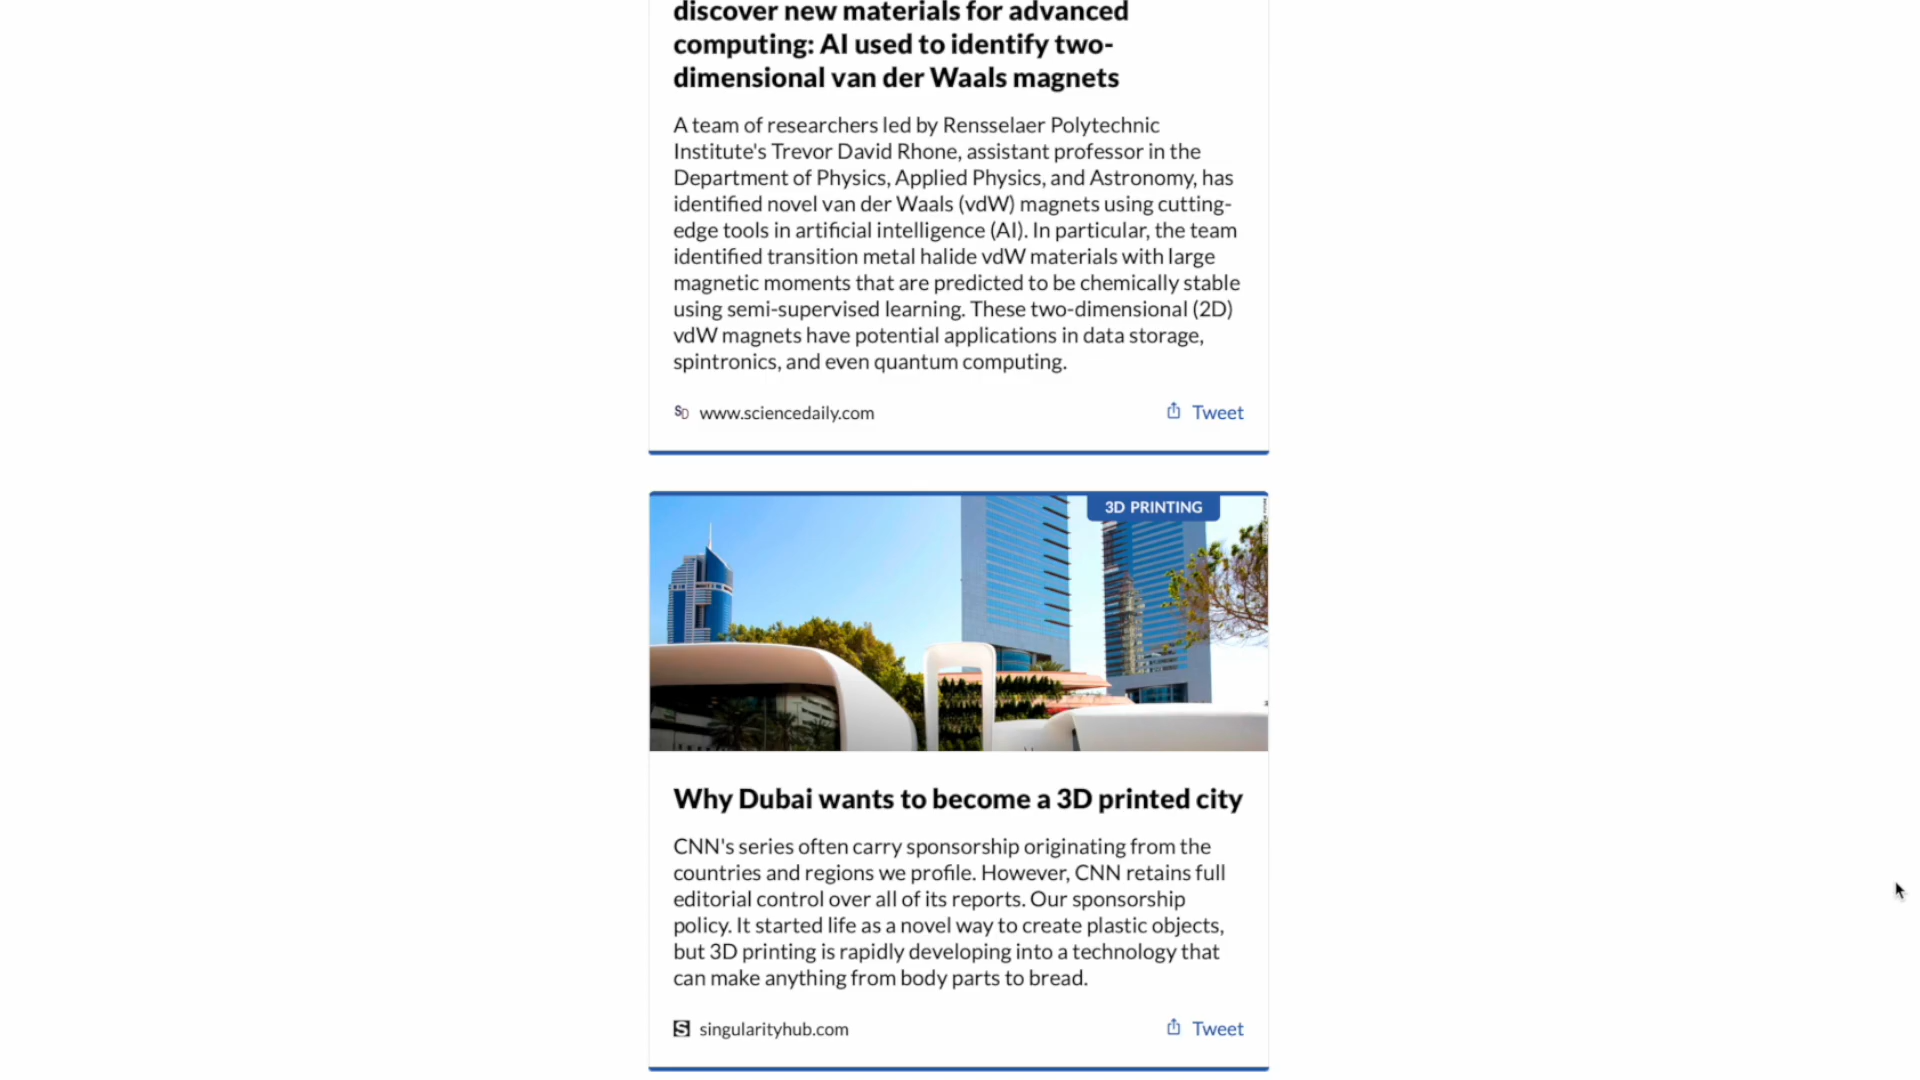 discover new materials for advanced
computing: AI used to identify two-
dimensional van der Waals magnets
A team of researchers led by Rensselaer Polytechnic
Institute's Trevor David Rhone, assistant professor in the
Department of Physics, Applied Physics, and Astronomy, has
identified novel van der Waals (vdW) magnets using cutting-
edge tools in artificial intelligence (AI). In particular, the team
identified transition metal halide vdW materials with large
magnetic moments that are predicted to be chemically stable
using semi-supervised learning. These two-dimensional (2D)
vdW magnets have potential applications in data storage,
spintronics, and even quantum computing.
SD www.sciencedaily.com Tweet
3D PRINTING
Why Dubai wants to become a 3D printed city
CNN's series often carry sponsorship originating from the
countries and regions we profile. However, CNN retains full
editorial control over all of its reports. Our sponsorship
policy. It started life as a novel way to create plastic objects,
but 3D printing is rapidly developing into a technology that
can make anything from body parts to bread.
S singularityhub.com Tweet